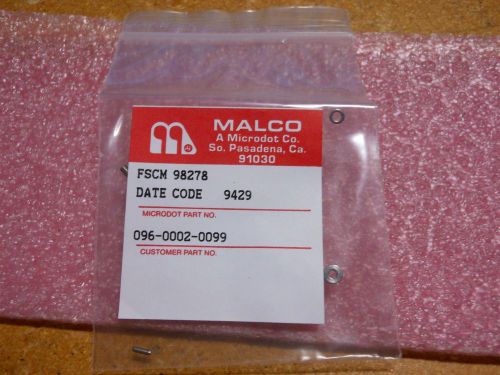 MALCO
A Microdot Co.
So. Pasadena, Ca.
91030
FSCM 98278
DATE CODE 9429
MICRODOT PART NO.
096-0002-0099
CUSTOMER PART NO.